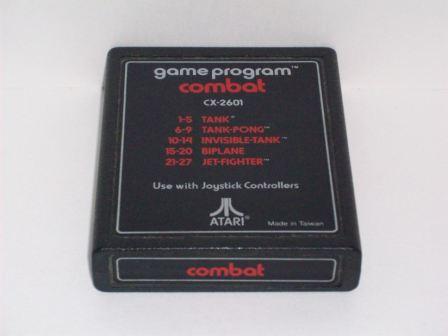 game program™
combat
CX-2601
1-5 TANK™
6-9 TANK-PONG™
10-14 INVISIBLE-TANK™
15-20 BIPLANE
21-27 JET-FIGHTER™
Use with Joystick Controllers
ATARI®
Made in Taiwan
combat